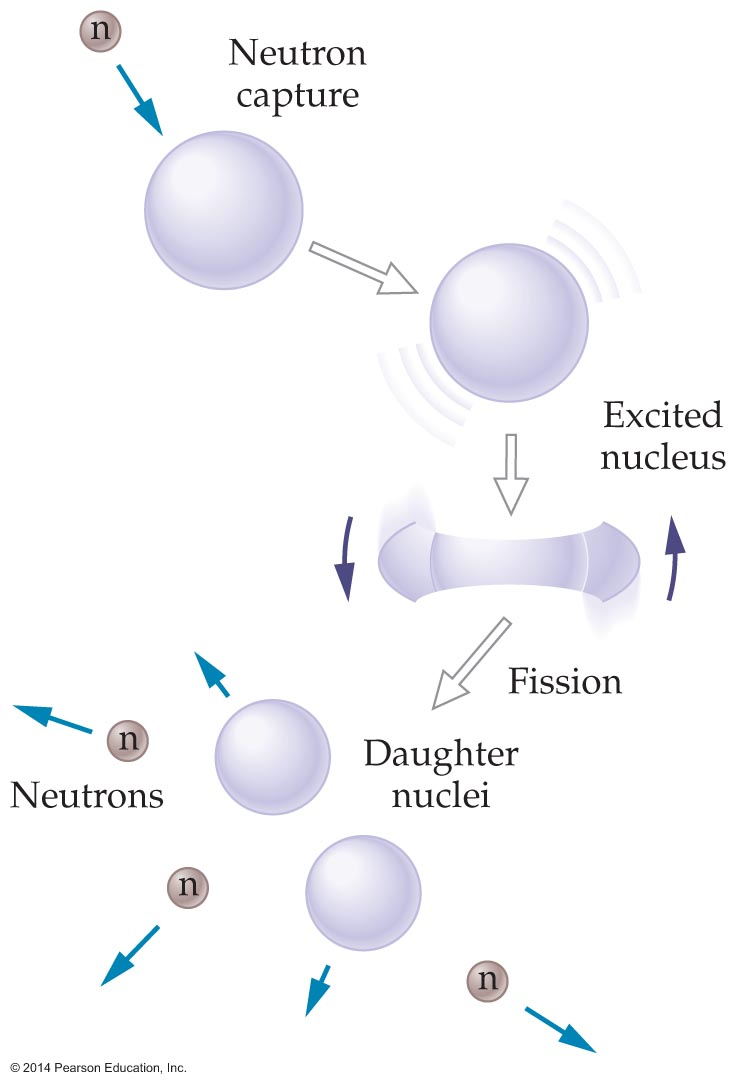 n
Neutron
capture
Excited
nucleus
Fission
n
Neutrons
Daughter
nuclei
n
n
© 2014 Pearson Education, Inc.